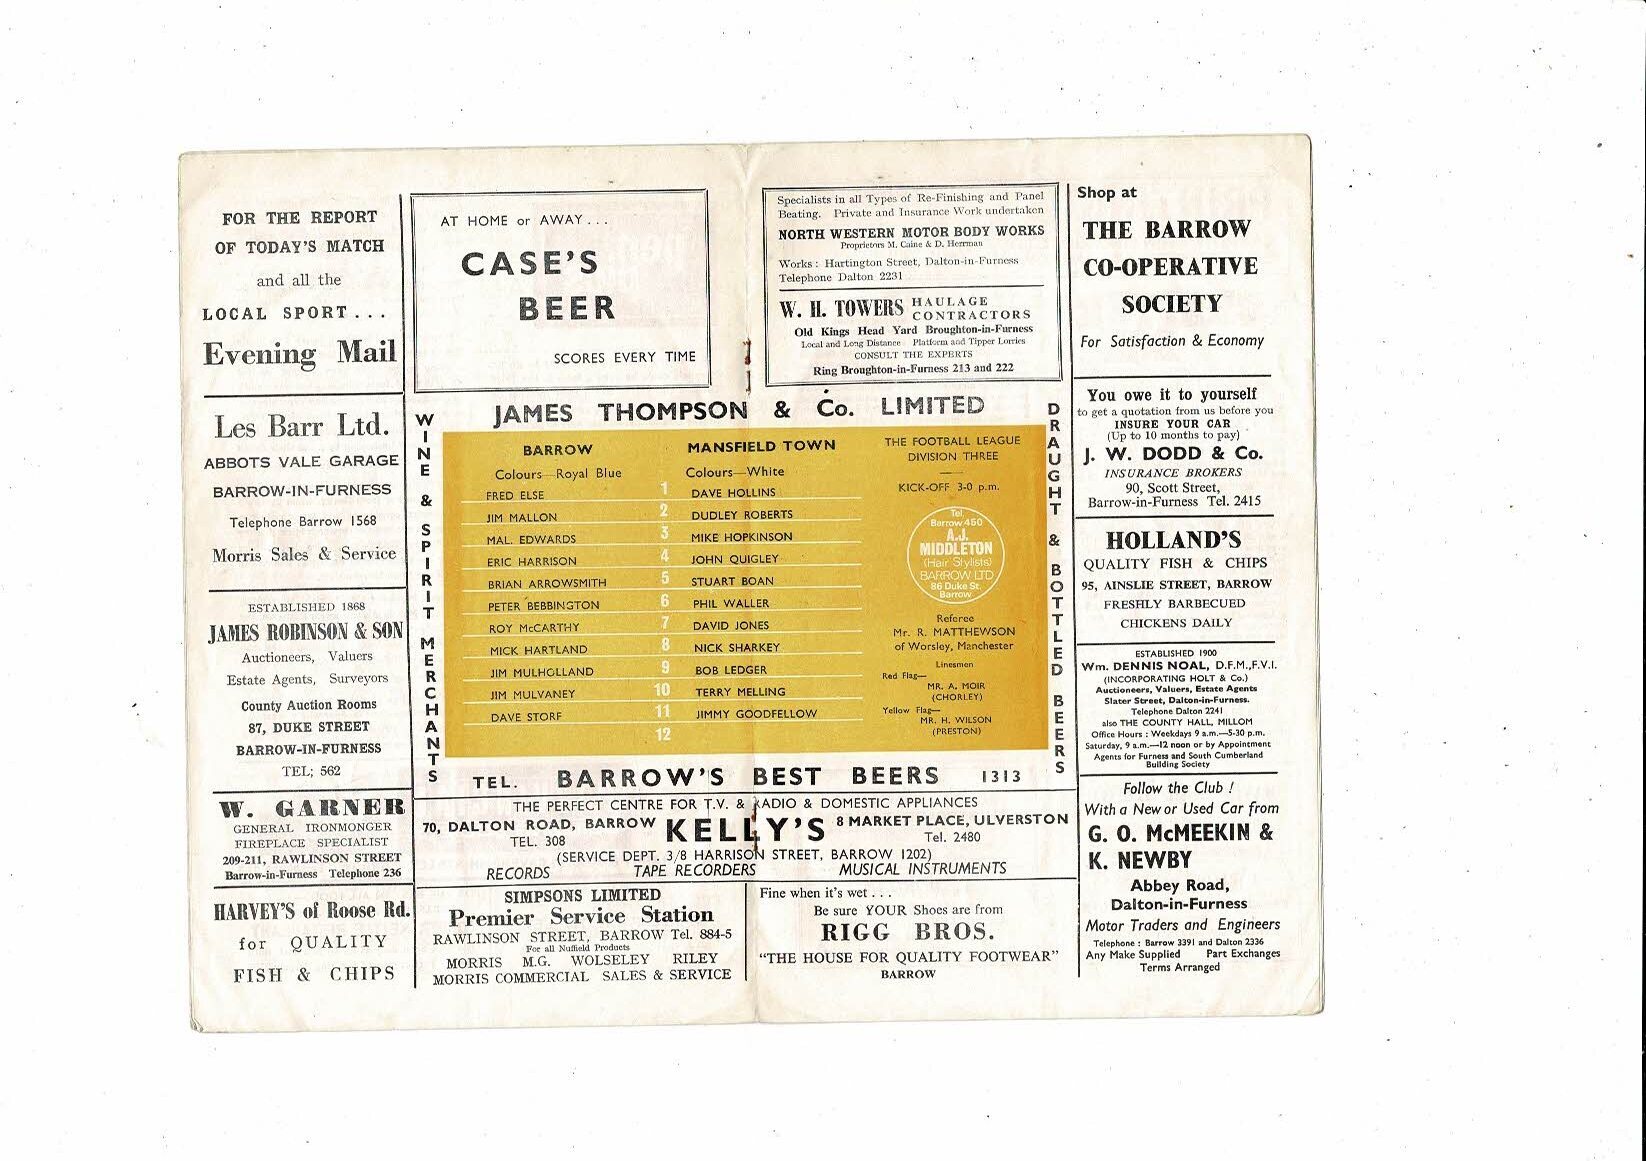 FOR THE REPORT
OF TODAY'S MATCH
and all the
LOCAL SPORT . . .
Evening Mail
Les Barr Ltd.
ABBOTS VALE GARAGE
BARROW-IN-FURNESS
Telephone Barrow 1568
Morris Sales & Service
ESTABLISHED 1868
JAMES ROBINSON & SON
Auctioneers, Valuers
Estate Agents, Surveyors
County Auction Rooms
87, DUKE STREET
BARROW-IN-FURNESS
TEL; 562
W. GARNER
GENERAL IRONMONGER
FIREPLACE SPECIALIST
209-211, RAWLINSON STREET
Barrow-in-Furness Telephone 236
HARVEY'S of Roose Rd.
for QUALITY
FISH & CHIPS
AT HOME or AWAY . . .
CASE'S
BEER
SCORES EVERY TIME
Specialists in all Types of Re-Finishing and Panel
Beating. Private and Insurance Work undertaken
NORTH WESTERN MOTOR BODY WORKS
Proprietors M. Caine & D. Herrman
Works : Hartington Street, Dalton-in-Furness
Telephone Dalton 2231
W. H. TOWERS HAULAGE CONTRACTORS
Old Kings Head Yard Broughton-in-Furness
Local and Long Distance Platform and Tipper Lorries
CONSULT THE EXPERTS
Ring Broughton-in-Furness 213 and 222
JAMES THOMPSON & Co. LIMITED
WINE & SPIRIT MERCHANTS
BARROW MANSFIELD TOWN
Colours—Royal Blue Colours—White
FRED ELSE 1 DAVE HOLLINS
JIM MALLON 2 DUDLEY ROBERTS
MAL. EDWARDS 3 MIKE HOPKINSON
ERIC HARRISON 4 JOHN QUIGLEY
BRIAN ARROWSMITH 5 STUART BOAN
PETER BEBBINGTON 6 PHIL WALLER
ROY McCARTHY 7 DAVID JONES
MICK HARTLAND 8 NICK SHARKEY
JIM MULHOLLAND 9 BOB LEDGER
JIM MULVANEY 10 TERRY MELLING
DAVE STORF 11 JIMMY GOODFELLOW
12
THE FOOTBALL LEAGUE
DIVISION THREE
KICK-OFF 3-0 p.m.
Tel.
Barrow 450
A.J.
MIDDLETON
(Hair Stylists)
BARROW LTD
86 Duke St.
Barrow
Referee
Mr. R. MATTHEWSON
of Worsley, Manchester
Linesmen
Red Flag—
MR. A. MOIR
(CHORLEY)
Yellow Flag—
MR. H. WILSON
(PRESTON)
DRAUGHT & BOTTLED BEERS
TEL. BARROW'S BEST BEERS 1313
THE PERFECT CENTRE FOR T.V. & RADIO & DOMESTIC APPLIANCES
70, DALTON ROAD, BARROW KELLY'S 8 MARKET PLACE, ULVERSTON
TEL. 308 Tel. 2480
(SERVICE DEPT. 3/8 HARRISON STREET, BARROW 1202)
RECORDS TAPE RECORDERS MUSICAL INSTRUMENTS
SIMPSONS LIMITED
Premier Service Station
RAWLINSON STREET, BARROW Tel. 884-5
For all Nuffield Products
MORRIS M.G. WOLSELEY RILEY
MORRIS COMMERCIAL SALES & SERVICE
Fine when it's wet . . .
Be sure YOUR Shoes are from
RIGG BROS.
"THE HOUSE FOR QUALITY FOOTWEAR"
BARROW
Shop at
THE BARROW
CO-OPERATIVE
SOCIETY
For Satisfaction & Economy
You owe it to yourself
to get a quotation from us before you
INSURE YOUR CAR
(Up to 10 months to pay)
J. W. DODD & Co.
INSURANCE BROKERS
90, Scott Street,
Barrow-in-Furness Tel. 2415
HOLLAND'S
QUALITY FISH & CHIPS
95, AINSLIE STREET, BARROW
FRESHLY BARBECUED
CHICKENS DAILY
ESTABLISHED 1900
Wm. DENNIS NOAL, D.F.M.,F.V.I.
(INCORPORATING HOLT & Co.)
Auctioneers, Valuers, Estate Agents
Slater Street, Dalton-in-Furness.
Telephone Dalton 2241
also THE COUNTY HALL, MILLOM
Office Hours : Weekdays 9 a.m.—5-30 p.m.
Saturday, 9 a.m.—12 noon or by Appointment
Agents for Furness and South Cumberland
Building Society
Follow the Club !
With a New or Used Car from
G. O. McMEEKIN &
K. NEWBY
Abbey Road,
Dalton-in-Furness
Motor Traders and Engineers
Telephone : Barrow 3391 and Dalton 2336
Any Make Supplied Part Exchanges
Terms Arranged